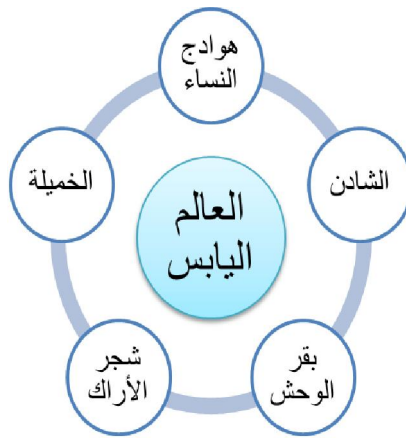 هوادج
النساء
الشادن
الخميلة
العالم
اليابس
بقر
الوحش
شجر
الأراك